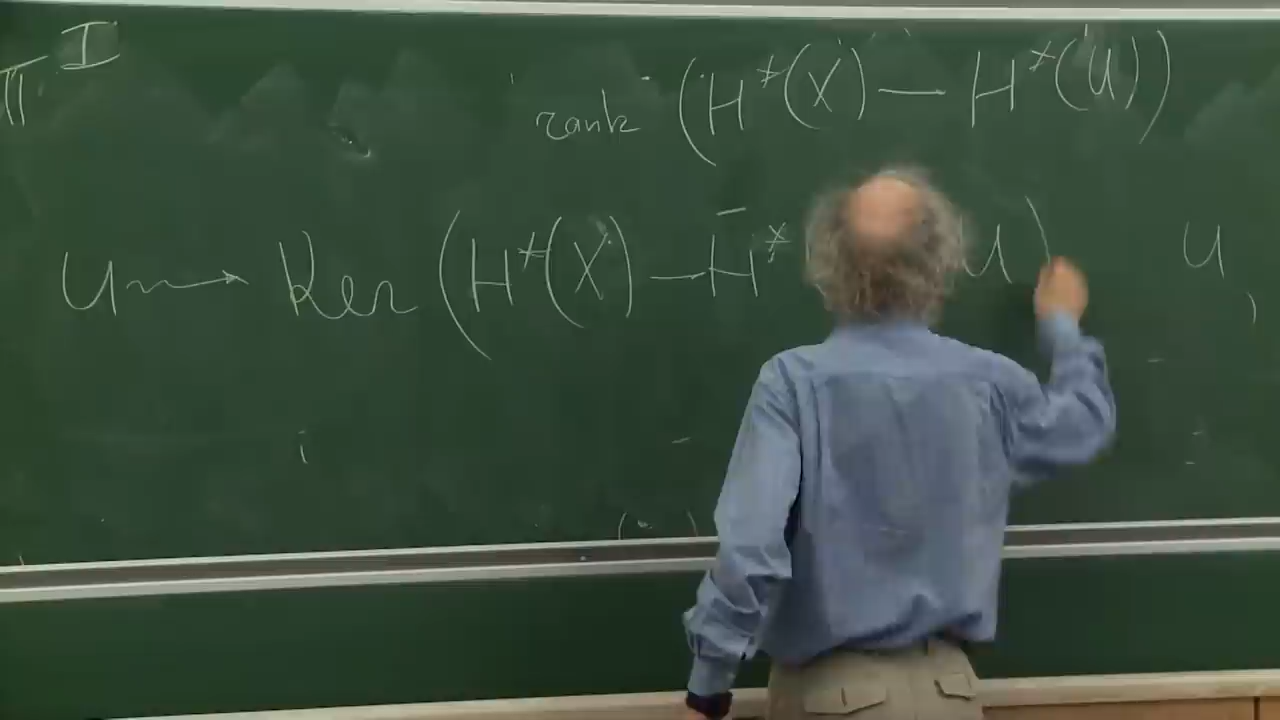 π I
rank (H*(X) — H*(U))
U ⇝ Ker (H*(X) — H* U) U